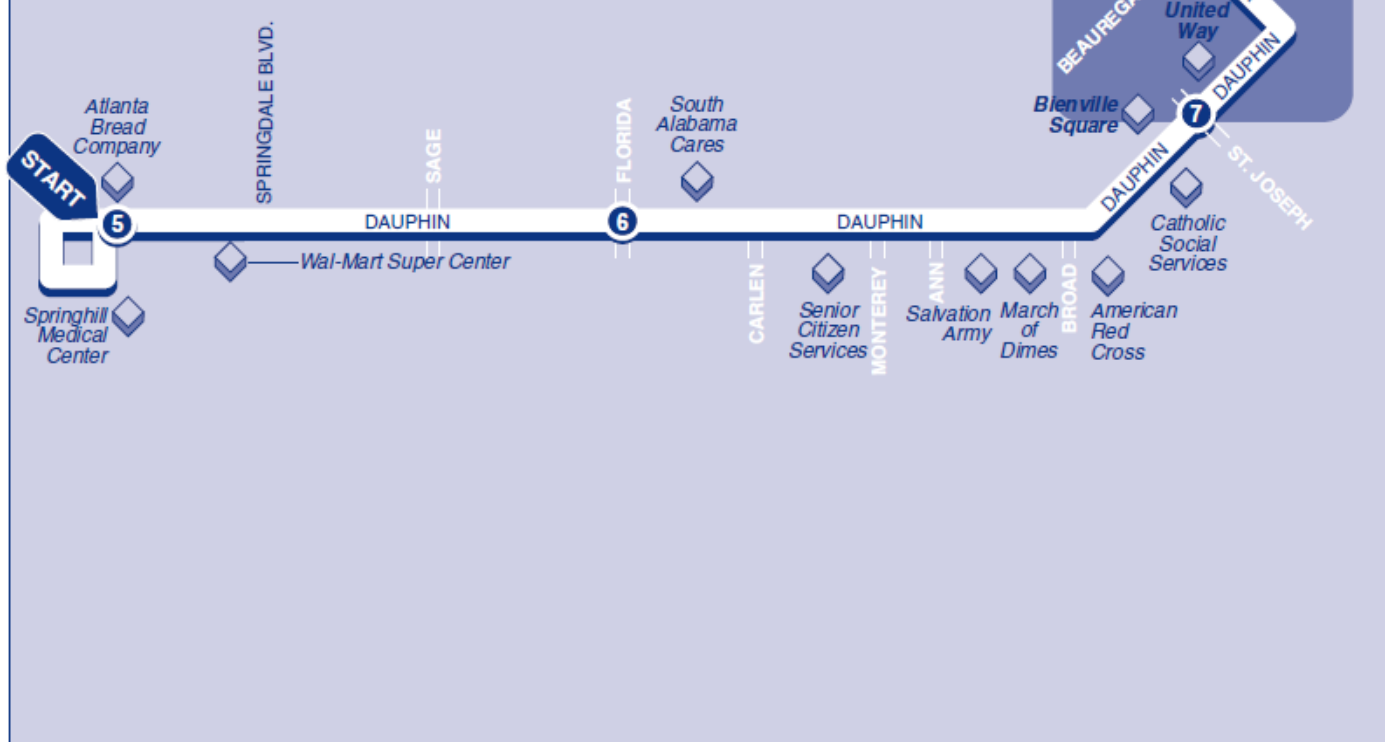 United
Way
BEAUREGA
DAUPHIN
Bienville
Square
7
ST. JOSEPH
DAUPHIN
Catholic
Social
Services
Atlanta
Bread
Company
START
5
SPRINGDALE BLVD.
SAGE
FLORIDA
South
Alabama
Cares
DAUPHIN
6
DAUPHIN
Wal-Mart Super Center
Springhill
Medical
Center
CARLEN
Senior
Citizen
Services
MONTEREY
ANN
Salvation
Army
March
of
Dimes
BROAD
American
Red
Cross